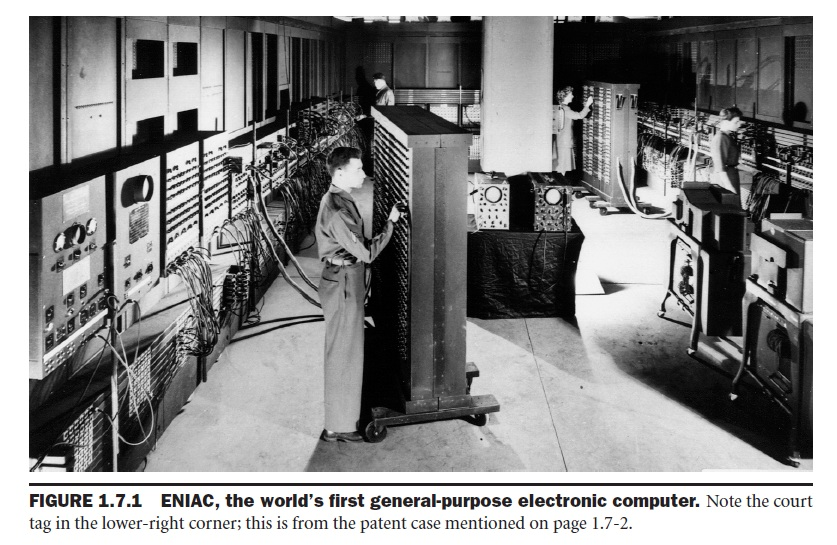 FIGURE 1.7.1 ENIAC, the world's first general-purpose electronic computer. Note the court
tag in the lower-right corner; this is from the patent case mentioned on page 1.7-2.